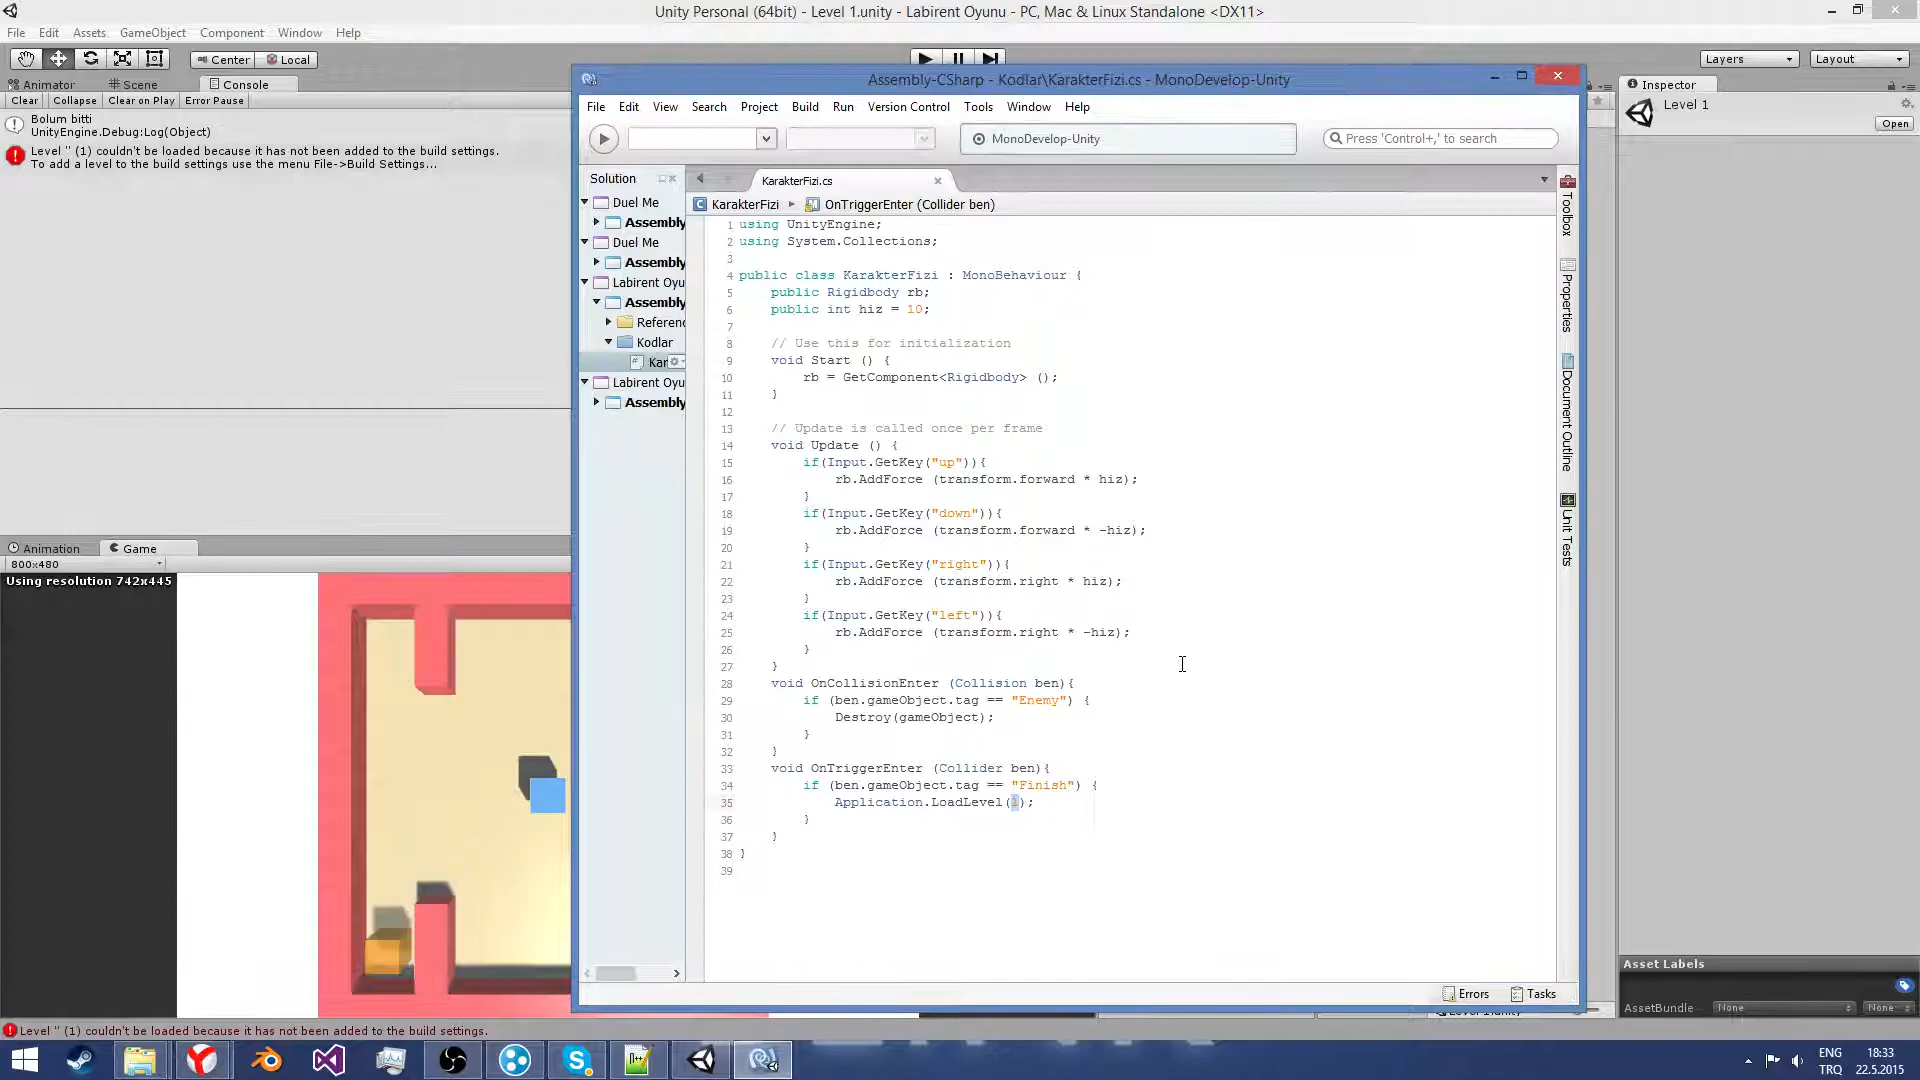 Unity Personal (64bit) - Level 1.unity - Labirent Oyunu - PC, Mac & Linux Standalone <DX11>
File Edit Assets GameObject Component Window Help
Center Local
Layers Layout
Animator Scene Console
Inspector
Clear Collapse Clear on Play Error Pause
Level 1
Open
Bolum bitti
UnityEngine.Debug:Log(Object)
Level '' (1) couldn't be loaded because it has not been added to the build settings.
To add a level to the build settings use the menu File->Build Settings...
Assembly-CSharp - Kodlar\KarakterFizi.cs - MonoDevelop-Unity
File Edit View Search Project Build Run Version Control Tools Window Help
MonoDevelop-Unity
Press 'Control+,' to search
Solution
KarakterFizi.cs
KarakterFizi OnTriggerEnter (Collider ben)
Duel Me
Assembly
Duel Me
Assembly
Labirent Oyu
Assembly
Referenc
Kodlar
Kar
Labirent Oyu
Assembly
1 using UnityEngine;
2 using System.Collections;
3
4 public class KarakterFizi : MonoBehaviour {
5 public Rigidbody rb;
6 public int hiz = 10;
7
8 // Use this for initialization
9 void Start () {
10 rb = GetComponent<Rigidbody> ();
11 }
12
13 // Update is called once per frame
14 void Update () {
15 if(Input.GetKey("up")){
16 rb.AddForce (transform.forward * hiz);
17 }
18 if(Input.GetKey("down")){
19 rb.AddForce (transform.forward * -hiz);
20 }
21 if(Input.GetKey("right")){
22 rb.AddForce (transform.right * hiz);
23 }
24 if(Input.GetKey("left")){
25 rb.AddForce (transform.right * -hiz);
26 }
27 }
28 void OnCollisionEnter (Collision ben){
29 if (ben.gameObject.tag == "Enemy") {
30 Destroy(gameObject);
31 }
32 }
33 void OnTriggerEnter (Collider ben){
34 if (ben.gameObject.tag == "Finish") {
35 Application.LoadLevel(1);
36 }
37 }
38 }
39
Toolbox
Properties
Document Outline
Unit Tests
Errors Tasks
Animation Game
800x480
Using resolution 742x445
Asset Labels
AssetBundle None None
Level '' (1) couldn't be loaded because it has not been added to the build settings.
ENG
TRQ
18:33
22.5.2015